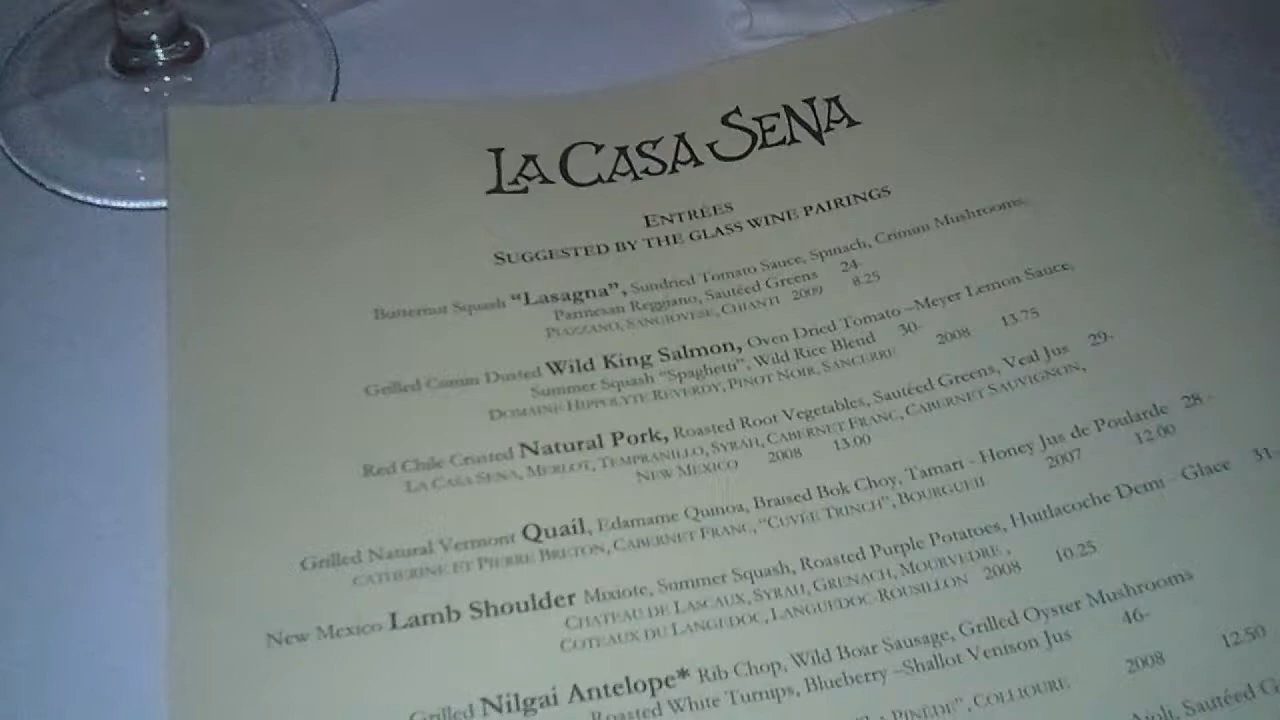 LA CASA SENA
ENTRÉES
SUGGESTED BY THE GLASS WINE PAIRINGS
Butternut Squash “Lasagna”, Sundried Tomato Sauce, Spinach, Crimini Mushrooms,
Parmesan Reggiano, Sautéed Greens 24-
PIAZZANO, SANGIOVESE, CHIANTI 2009 8.25
Grilled Cumin Dusted Wild King Salmon, Oven Dried Tomato –Meyer Lemon Sauce,
Summer Squash “Spaghetti”, Wild Rice Blend 30-
DOMAINE HIPPOLYTE REVERDY, PINOT NOIR, SANCERRE 2008 13.75
Red Chile Crusted Natural Pork, Roasted Root Vegetables, Sautéed Greens, Veal Jus 29-
LA CASA SENA, MERLOT, TEMPRANILLO, SYRAH, CABERNET FRANC, CABERNET SAUVIGNON,
NEW MEXICO 2008 13.00
Grilled Natural Vermont Quail, Edamame Quinoa, Braised Bok Choy, Tamari - Honey Jus de Poularde 28-
CATHERINE ET PIERRE BRETON, CABERNET FRANC, “CUVÉE TRINCH”, BOURGUEIL 2007 12.00
New Mexico Lamb Shoulder Mixiote, Summer Squash, Roasted Purple Potatoes, Huitlacoche Demi - Glace 31-
CHATEAU DE LASCAUX, SYRAH, GRENACH, MOURVEDRE,
COTEAUX DU LANGEDOC, LANGUEDOC-ROUSILLON 2008 10.25
Grilled Nilgai Antelope* Rib Chop, Wild Boar Sausage, Grilled Oyster Mushrooms
Roasted White Turnips, Blueberry –Shallot Venison Jus 46-
PINÈDE”, COLLIOURE 2008 12.50
Aioli, Sautéed